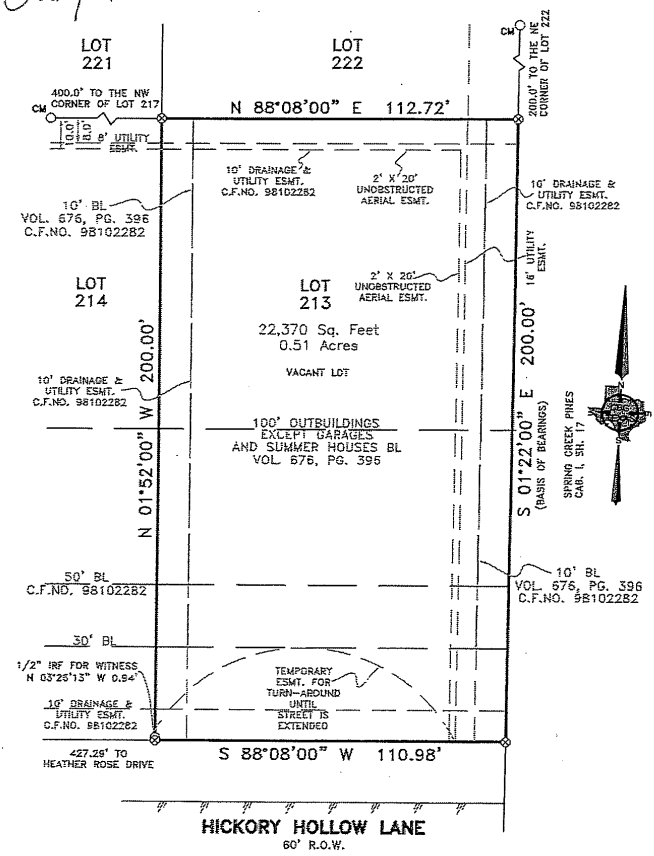 LOT
221
LOT
222
CM
200.0' TO THE NE
CORNER OF LOT 222
400.0' TO THE NW
CORNER OF LOT 217
CM
N 88°08'00" E 112.72'
10.0'
8.0'
8' UTILITY
ESMT.
10' DRAINAGE &
UTILITY ESMT.
C.F.NO. 98102282
2' X 20'
UNOBSTRUCTED
AERIAL ESMT.
10' DRAINAGE &
UTILITY ESMT.
C.F.NO. 98102282
10' BL
VOL. 676, PG. 396
C.F.NO. 98102282
16' UTILITY
ESMT.
LOT
214
LOT
213
2' X 20'
UNOBSTRUCTED
AERIAL ESMT.
22,370 Sq. Feet
0.51 Acres
VACANT LOT
N 01°52'00" W 200.00'
S 01°22'00" E 200.00'
(BASIS OF BEARINGS)
SPRING CREEK PINES
CAB. I, SH. 17
N
S
10' DRAINAGE &
UTILITY ESMT.
C.F.NO. 98102282
100' OUTBUILDINGS
EXCEPT GARAGES
AND SUMMER HOUSES BL
VOL 676, PG. 396
50' BL
C.F.NO. 98102282
10' BL
VOL 676, PG. 396
C.F.NO. 98102282
30' BL
1/2" IRF FOR WITNESS
N 03°25'13" W 0.94'
TEMPORARY
ESMT. FOR
TURN-AROUND
UNTIL
STREET IS
EXTENDED
10' DRAINAGE &
UTILITY ESMT.
C.F.NO. 98102282
427.29' TO
HEATHER ROSE DRIVE
S 88°08'00" W 110.98'
HICKORY HOLLOW LANE
60' R.O.W.